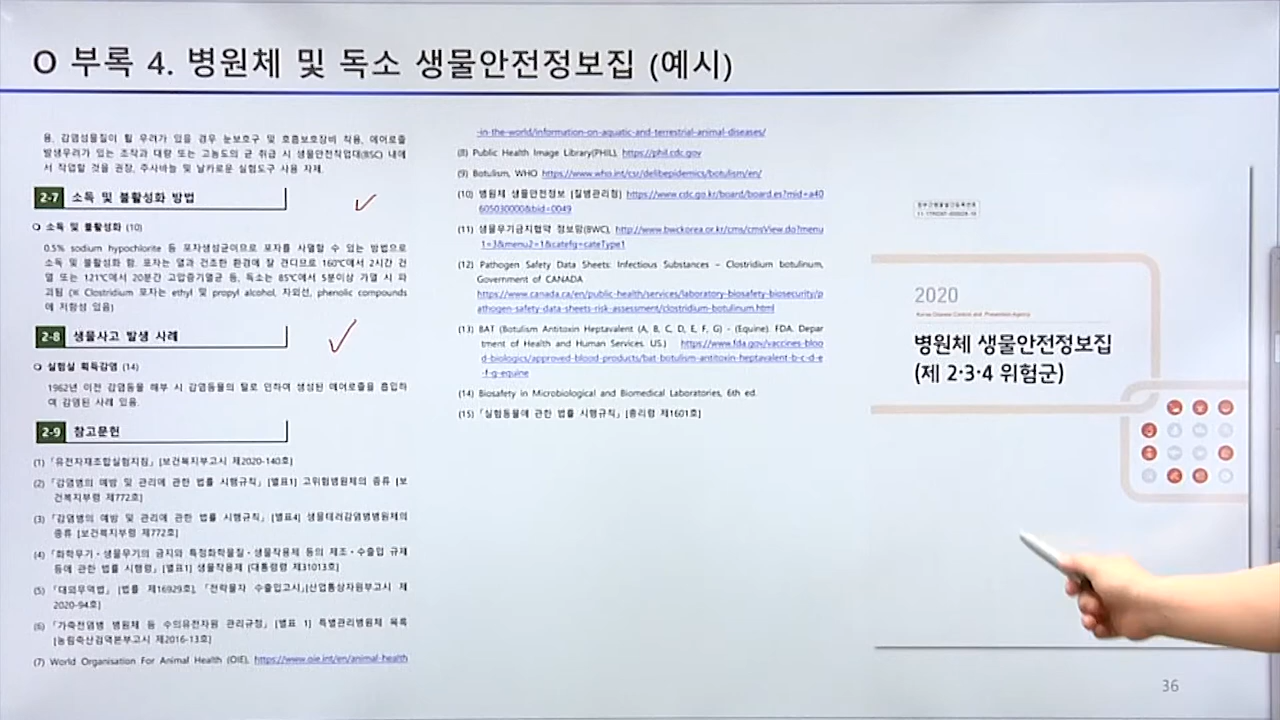 O 부록 4. 병원체 및 독소 생물안전정보집 (예시)
용, 감염성물질이 튈 우려가 있을 경우 눈보호구 및 호흡보호장비 착용, 에어로졸
발생우려가 있는 조작과 대량 또는 고농도의 균 취급 시 생물안전작업대(BSC) 내에
서 작업할 것을 권장, 주사바늘 및 날카로운 실험도구 사용 자제.
2-7 소독 및 불활성화 방법
소독 및 불활성화 (10)
0.5% sodium hypochlorite 등 포자생성균이므로 포자를 사멸할 수 있는 방법으로
소독 및 불활성화 함. 포자는 열과 건조한 환경에 잘 견디므로 160℃에서 2시간 건
열 또는 121℃에서 20분간 고압증기멸균 등, 독소는 85℃에서 5분이상 가열 시 파
괴됨 (※ Clostridium 포자는 ethyl 및 propyl alcohol, 자외선, phenolic compounds
에 저항성 있음)
2-8 생물사고 발생 사례
실험실 획득감염 (14)
1962년 이전 감염동물 해부 시 감염동물의 털로 인하여 생성된 에어로졸을 흡입하
여 감염된 사례 있음.
2-9 참고문헌
(1) 「유전자재조합실험지침」 [보건복지부고시 제2020-140호]
(2) 「감염병의 예방 및 관리에 관한 법률 시행규칙」 [별표1] 고위험병원체의 종류 [보
건복지부령 제772호]
(3) 「감염병의 예방 및 관리에 관한 법률 시행규칙」 [별표4] 생물테러감염병병원체의
종류 [보건복지부령 제772호]
(4) 「화학무기・생물무기의 금지와 특정화학물질・생물작용제 등의 제조・수출입 규제
등에 관한 법률 시행령」 [별표1] 생물작용제 [대통령령 제31013호]
(5) 「대외무역법」 [법률 제16929호], 「전략물자 수출입고시」[산업통상자원부고시 제
2020-94호]
(6) 「가축전염병 병원체 등 수의유전자원 관리규정」 [별표 1] 특별관리병원체 목록
[농림축산검역본부고시 제2016-13호]
(7) World Organisation For Animal Health (OIE), https://www.oie.int/en/animal-health
-in-the-world/information-on-aquatic-and-terrestrial-animal-diseases/
(8) Public Health Image Library(PHIL), https://phil.cdc.gov
(9) Botulism, WHO https://www.who.int/csr/delibepidemics/botulism/en/
(10) 병원체 생물안전정보 [질병관리청] https://www.cdc.go.kr/board/board.es?mid=a40
605030000&bid=0049
(11) 생물무기금지협약 정보망(BWC), http://www.bwckorea.or.kr/cms/cmsView.do?menu
1=3&menu2=1&catefg=cateType1
(12) Pathogen Safety Data Sheets: Infectious Substances – Clostridium botulinum,
Government of CANADA
https://www.canada.ca/en/public-health/services/laboratory-biosafety-biosecurity/p
athogen-safety-data-sheets-risk-assessment/clostridium-botulinum.html
(13) BAT (Botulism Antitoxin Heptavalent (A, B, C, D, E, F, G) - (Equine). FDA. Depar
tment of Health and Human Services. US.) https://www.fda.gov/vaccines-bloo
d-biologics/approved-blood-products/bat-botulism-antitoxin-heptavalent-b-c-d-e
-f-g-equine
(14) Biosafety in Microbiological and Biomedical Laboratories, 6th ed.
(15) 「실험동물에 관한 법률 시행규칙」 [총리령 제1601호]
2020
Korea Disease Control and Prevention Agency
병원체 생물안전정보집
(제 2·3·4 위험군)
36